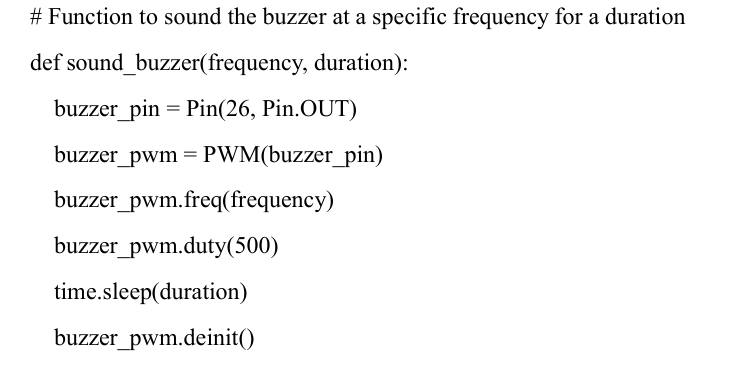 # Function to sound the buzzer at a specific frequency for a duration
def sound_buzzer(frequency, duration):
buzzer_pin = Pin(26, Pin.OUT)
buzzer_pwm = PWM(buzzer_pin)
buzzer_pwm.freq(frequency)
buzzer_pwm.duty(500)
time.sleep(duration)
buzzer_pwm.deinit()